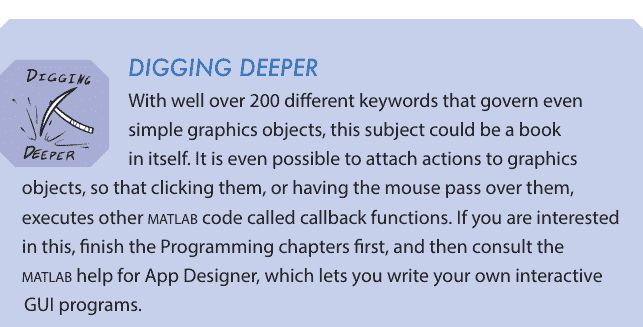 DIGGING DEEPER
DIGGING
DEEPER
With well over 200 different keywords that govern even
simple graphics objects, this subject could be a book
in itself. It is even possible to attach actions to graphics
objects, so that clicking them, or having the mouse pass over them,
executes other MATLAB code called callback functions. If you are interested
in this, finish the Programming chapters first, and then consult the
MATLAB help for App Designer, which lets you write your own interactive
GUI programs.